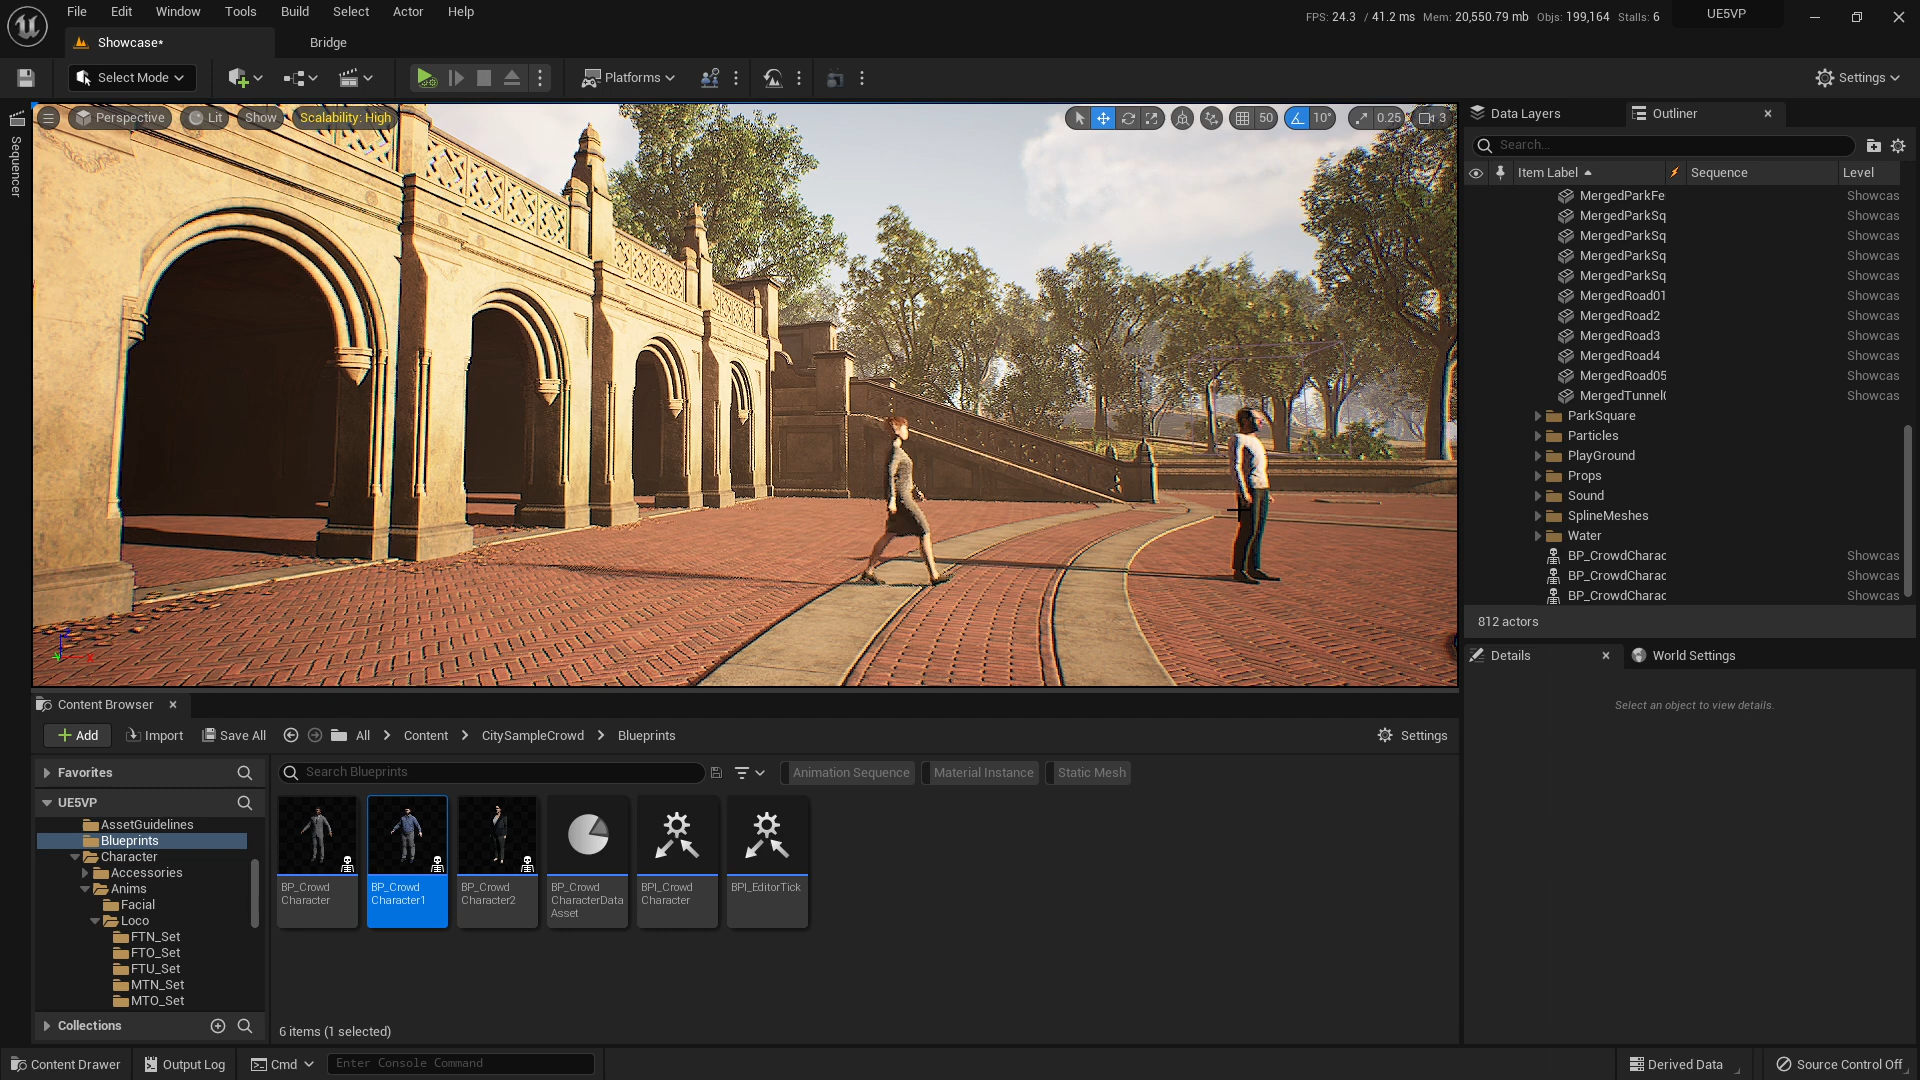 File Edit Window Tools Build Select Actor Help
FPS: 24.3 / 41.2 ms Mem: 20,550.79 mb Objs: 199,164 Stalls: 6
UE5VP
Showcase*
Bridge
Select Mode
Platforms
Settings
Sequencer
Perspective Lit Show Scalability: High
50 10° 0.25 3
Data Layers
Outliner
Search...
Item Label Sequence Level
MergedParkFe Showcas
MergedParkSq Showcas
MergedParkSq Showcas
MergedParkSq Showcas
MergedParkSq Showcas
MergedRoad01 Showcas
MergedRoad2 Showcas
MergedRoad3 Showcas
MergedRoad4 Showcas
MergedRoad05 Showcas
MergedTunnel Showcas
ParkSquare
Particles
PlayGround
Props
Sound
SplineMeshes
Water
BP_CrowdCharac Showcas
BP_CrowdCharac Showcas
BP_CrowdCharac Showcas
812 actors
Details
World Settings
Select an object to view details.
Content Browser
Add Import Save All All Content CitySampleCrowd Blueprints Settings
Favorites
UE5VP
AssetGuidelines
Blueprints
Character
Accessories
Anims
Facial
Loco
FTN_Set
FTO_Set
FTU_Set
MTN_Set
MTO_Set
Collections
Search Blueprints
Animation Sequence Material Instance Static Mesh
BP_Crowd
Character
BP_Crowd
Character1
BP_Crowd
Character2
BP_Crowd
CharacterData
Asset
BPI_Crowd
Character
BPI_EditorTick
6 items (1 selected)
Content Drawer Output Log Cmd Enter Console Command
Derived Data Source Control Off